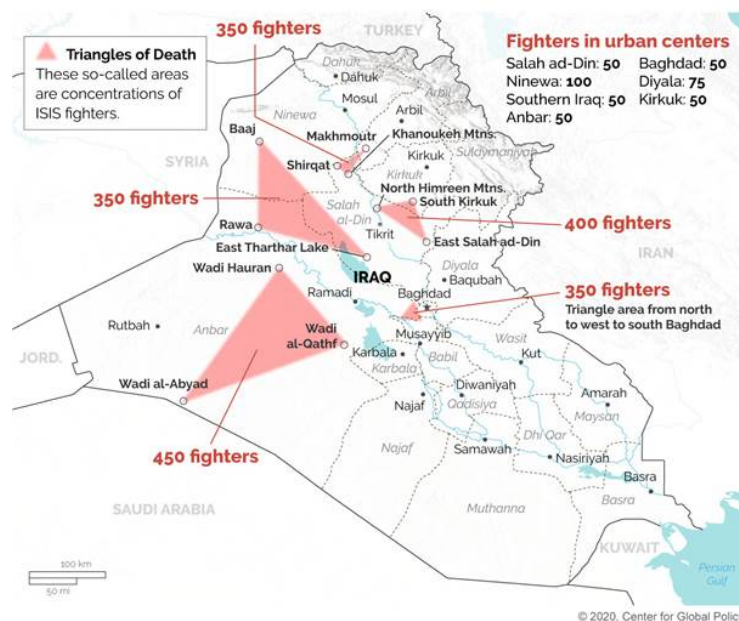 350 fighters
TURKEY
Triangles of Death
These so-called areas
are concentrations of
ISIS fighters.
Fighters in urban centers
Salah ad-Din: 50
Baghdad: 50
Ninewa: 100
Diyala: 75
Southern Iraq: 50
Kirkuk: 50
Anbar: 50
Dahuk
Dahuk
Mosul
Ninewa
Arbil
Arbil
Baaj
Makhmoutr
Khanoukeh Mtns.
SYRIA
Shirqat
Kirkuk
Sulaymaniyah
Kirkuk
350 fighters
North Himreen Mtns.
South Kirkuk
Salah
al-Din
Rawa
Tikrit
400 fighters
East Tharthar Lake
East Salah ad-Din
IRAN
Wadi Hauran
IRAQ
Diyala
Baqubah
Ramadi
Baghdad
350 fighters
Triangle area from north
to west to south Baghdad
Rutbah
Anbar
Wadi
al-Qathf
Musayyib
Wasit
JORD.
Karbala
Babil
Kut
Karbala
Wadi al-Abyad
Diwaniyah
Amarah
Najaf
Qadisiya
Maysan
450 fighters
Najaf
Samawah
Dhi Qar
Nasiriyah
Basra
SAUDI ARABIA
Muthanna
Basra
KUWAIT
100 km
50 mi
Persian
Gulf
© 2020, Center for Global Polic